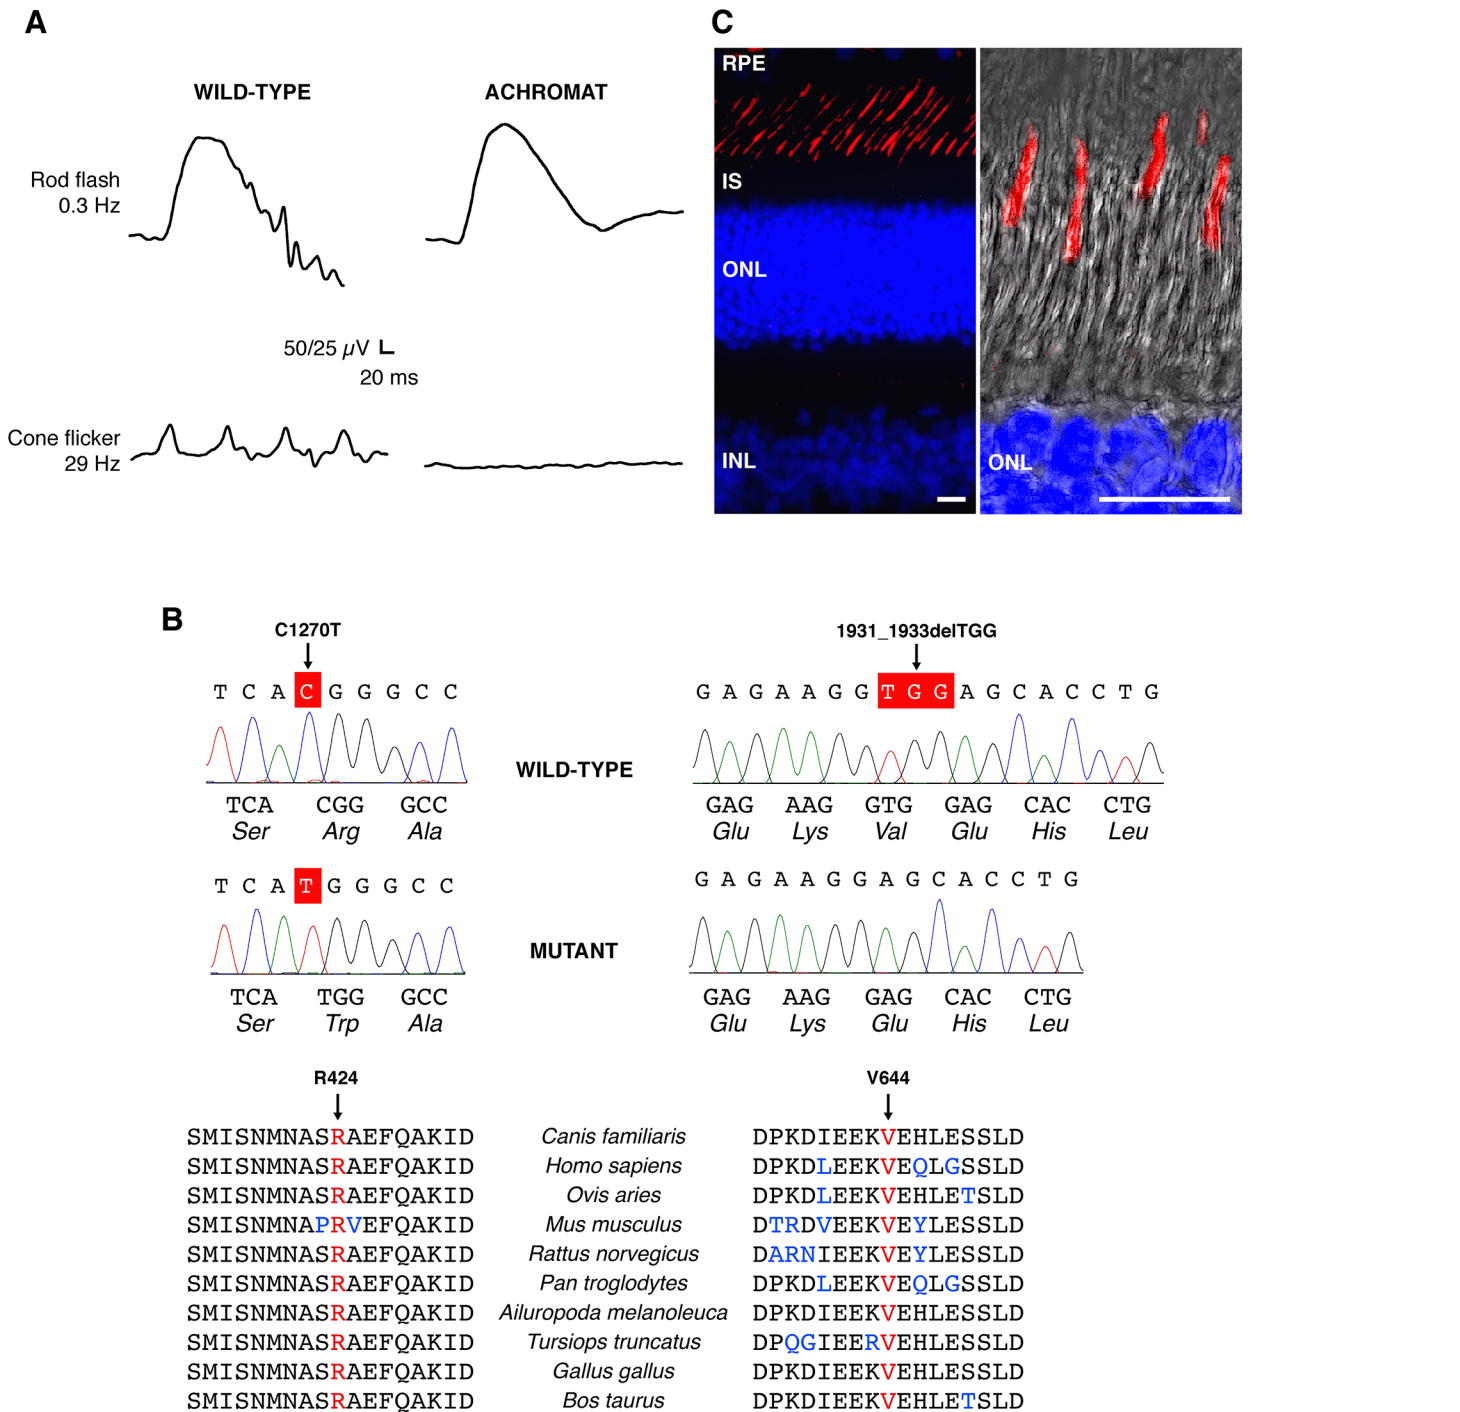 A
WILD-TYPE ACHROMAT
Rod flash
0.3 Hz
50/25 µV
20 ms
Cone flicker
29 Hz
C
RPE
IS
ONL
INL
ONL
B
C1270T 1931_1933delTGG
T C A C G G G C C G A G A A G G T G G A G C A C C T G
WILD-TYPE
TCA CGG GCC GAG AAG GTG GAG CAC CTG
Ser Arg Ala Glu Lys Val Glu His Leu
T C A T G G G C C G A G A A G G A G C A C C T G
MUTANT
TCA TGG GCC GAG AAG GAG CAC CTG
Ser Trp Ala Glu Lys Glu His Leu
R424 V644
SMISNMNASRAEFQAKID Canis familiaris DPKDIEEKVEHLESSLD
SMISNMNASRAEFQAKID Homo sapiens DPKDLEEKVEQLGSSLD
SMISNMNASRAEFQAKID Ovis aries DPKDLEEKVEHLETSLD
SMISNMNAPRVEFQAKID Mus musculus DTRDVEEKVEYLESSLD
SMISNMNASRAEFQAKID Rattus norvegicus DARNIEEKVEYLESSLD
SMISNMNASRAEFQAKID Pan troglodytes DPKDLEEKVEQLGSSLD
SMISNMNASRAEFQAKID Ailuropoda melanoleuca DPKDIEEKVEHLESSLD
SMISNMNASRAEFQAKID Tursiops truncatus DPQGIEERVEHLESSLD
SMISNMNASRAEFQAKID Gallus gallus DPKDIEEKVEHLESSLD
SMISNMNASRAEFQAKID Bos taurus DPKDIEEKVEHLETSLD